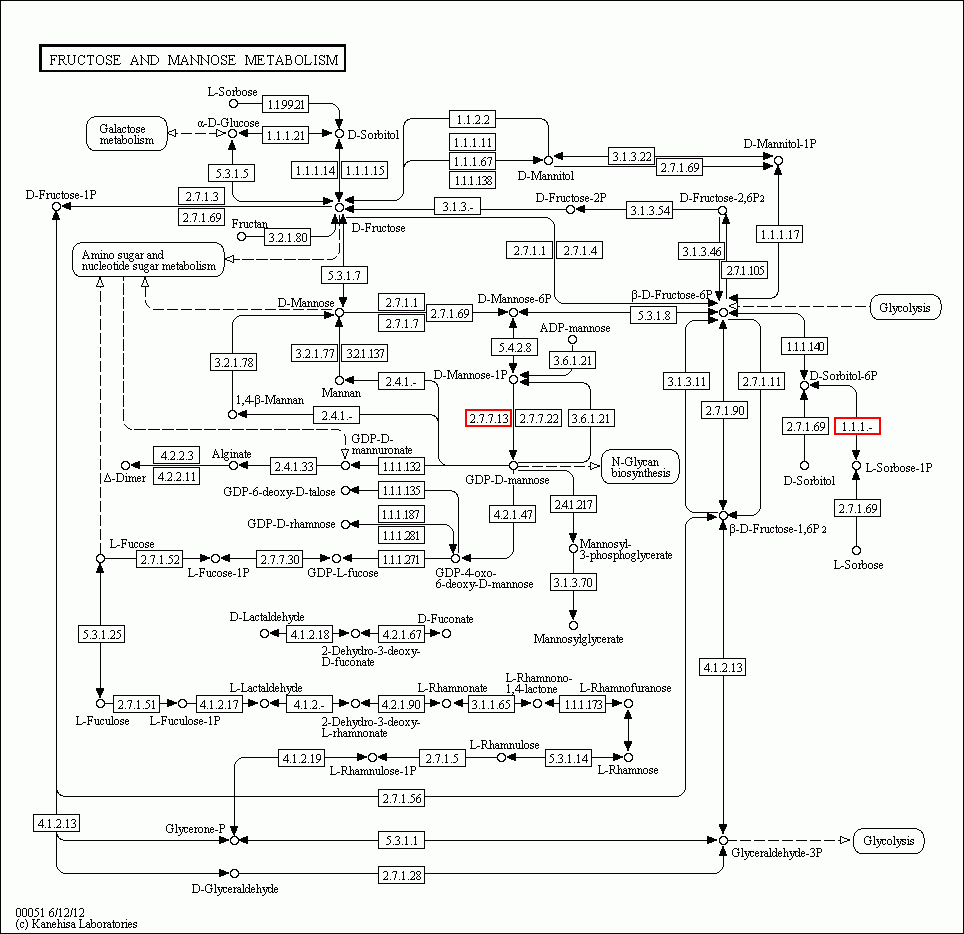 FRUCTOSE AND MANNOSE METABOLISM
L-Sorbose
1.1.99.21
Galactose
metabolism
α-D-Glucose
1.1.1.21
D-Sorbitol
1.1.2.2
1.1.1.11
1.1.1.67
1.1.1.138
D-Mannitol
3.1.3.22
2.7.1.69
D-Mannitol-1P
5.3.1.5
1.1.1.14
1.1.1.15
D-Fructose-1P
2.7.1.3
2.7.1.69
3.1.3.-
D-Fructose-2P
3.1.3.54
D-Fructose-2,6P2
Fructan
3.2.1.80
D-Fructose
1.1.1.17
Amino sugar and
nucleotide sugar metabolism
2.7.1.1
2.7.1.4
3.1.3.46
2.7.1.105
5.3.1.7
D-Mannose
2.7.1.1
2.7.1.7
2.7.1.69
D-Mannose-6P
β-D-Fructose-6P
5.3.1.8
Glycolysis
ADP-mannose
5.4.2.8
3.6.1.21
1.1.1.140
3.2.1.78
3.2.1.77
3.2.1.137
Mannan
2.4.1.-
D-Mannose-1P
3.1.3.11
2.7.1.11
D-Sorbitol-6P
1,4-β-Mannan
2.4.1.-
2.7.7.13
2.7.7.22
3.6.1.21
2.7.1.90
2.7.1.69
1.1.1.-
GDP-D-
mannuronate
Alginate
4.2.2.3
4.2.2.11
Δ-Dimer
2.4.1.33
1.1.1.132
GDP-D-mannose
N-Glycan
biosynthesis
D-Sorbitol
L-Sorbose-1P
GDP-6-deoxy-D-talose
1.1.1.135
4.2.1.47
2.4.1.217
2.7.1.69
GDP-D-rhamnose
1.1.1.187
1.1.1.281
β-D-Fructose-1,6P2
L-Fucose
2.7.1.52
L-Fucose-1P
2.7.7.30
GDP-L-fucose
1.1.1.271
GDP-4-oxo-
6-deoxy-D-mannose
Mannosyl-
3-phosphoglycerate
L-Sorbose
3.1.3.70
D-Lactaldehyde
4.1.2.18
2-Dehydro-3-deoxy-
D-fuconate
4.2.1.67
D-Fuconate
Mannosylglycerate
5.3.1.25
4.1.2.13
L-Fuculose
2.7.1.51
L-Fuculose-1P
4.1.2.17
L-Lactaldehyde
4.1.2.-
2-Dehydro-3-deoxy-
L-rhamnonate
4.2.1.90
L-Rhamnonate
3.1.1.65
L-Rhamnono-
1,4-lactone
1.1.1.173
L-Rhamnofuranose
4.1.2.19
L-Rhamnulose-1P
2.7.1.5
L-Rhamnulose
5.3.1.14
L-Rhamnose
2.7.1.56
4.1.2.13
Glycerone-P
5.3.1.1
Glyceraldehyde-3P
Glycolysis
D-Glyceraldehyde
2.7.1.28
00051 6/12/12
(c) Kanehisa Laboratories